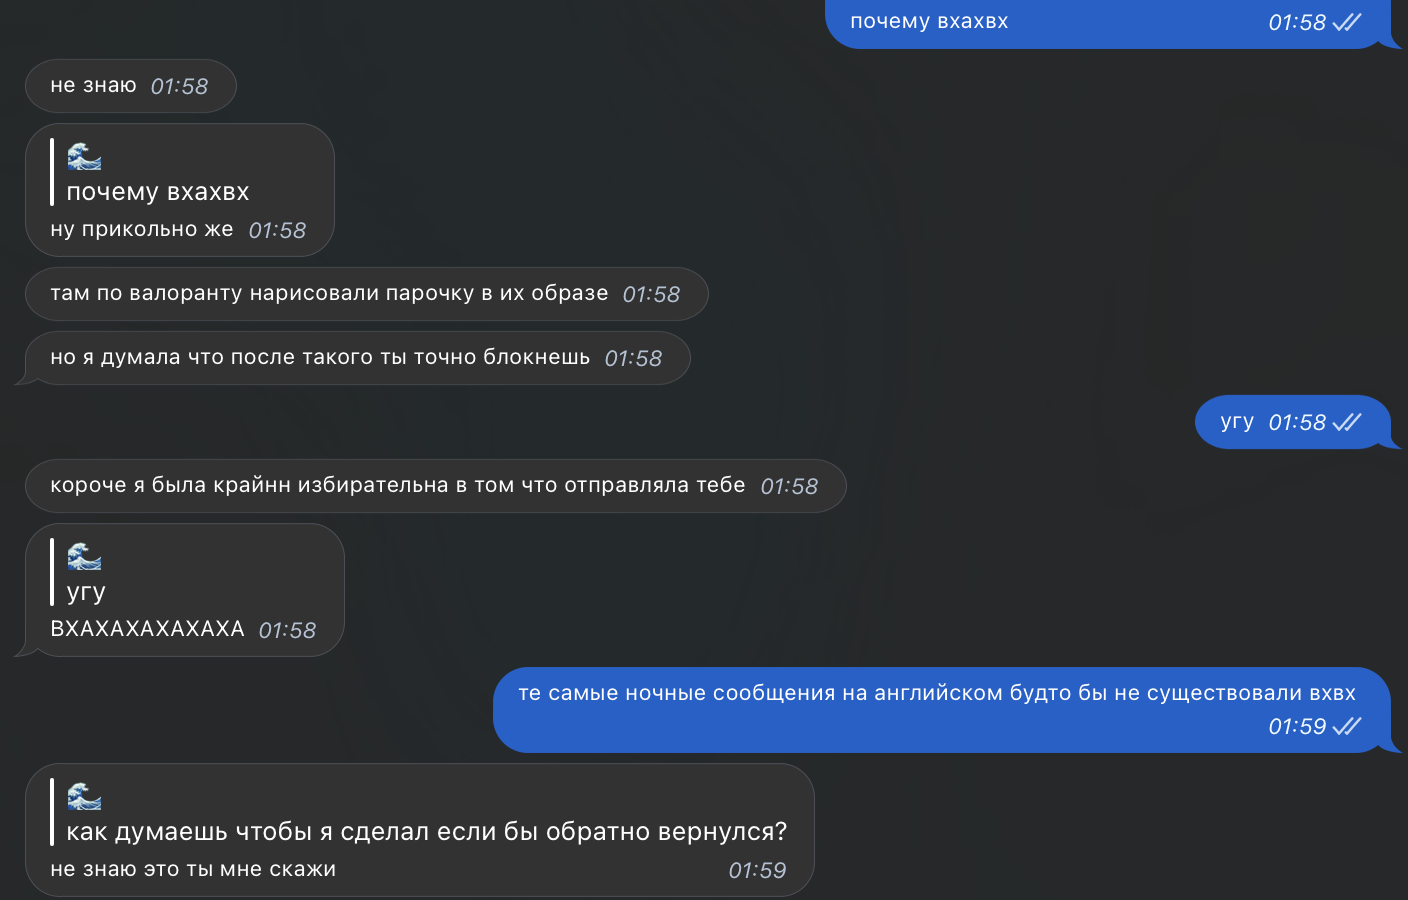 почему вхахвх 01:58
не знаю 01:58
🌊
почему вхахвх
ну прикольно же 01:58
там по валоранту нарисовали парочку в их образе 01:58
но я думала что после такого ты точно блокнешь 01:58
угу 01:58
короче я была крайнн избирательна в том что отправляла тебе 01:58
🌊
угу
ВХАХАХАХАХАХА 01:58
те самые ночные сообщения на английском будто бы не существовали вхвх
01:59
🌊
как думаешь чтобы я сделал если бы обратно вернулся?
не знаю это ты мне скажи 01:59